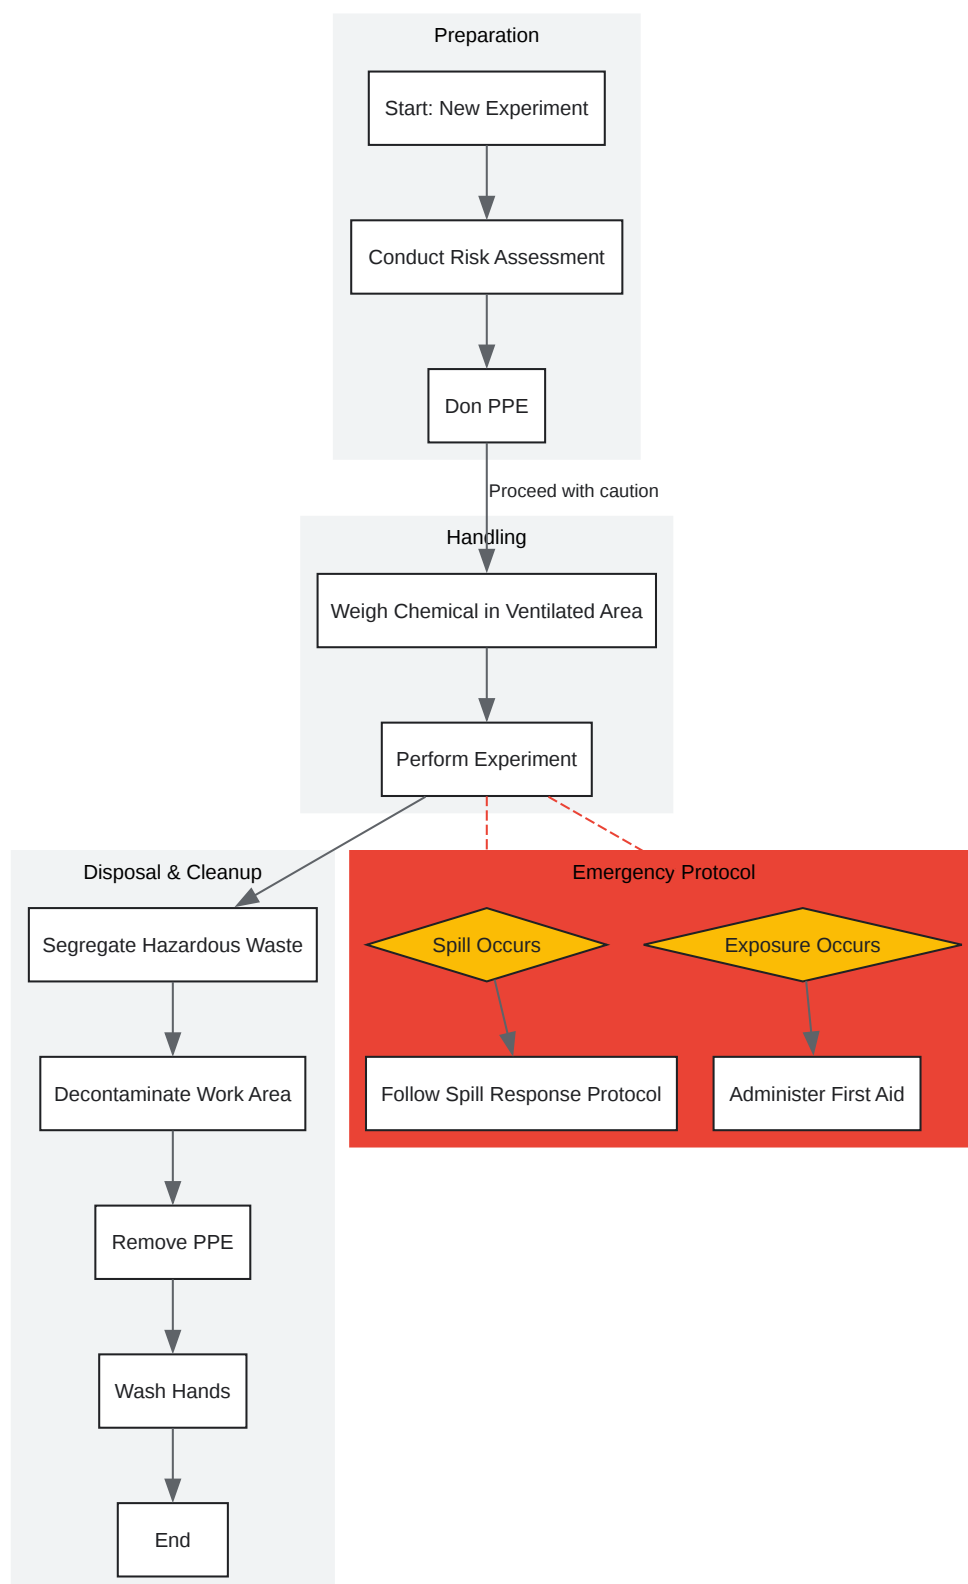 Preparation
Start: New Experiment
Conduct Risk Assessment
Don PPE
Proceed with caution
Handling
Weigh Chemical in Ventilated Area
Perform Experiment
Disposal & Cleanup
Segregate Hazardous Waste
Decontaminate Work Area
Remove PPE
Wash Hands
End
Emergency Protocol
Spill Occurs
Exposure Occurs
Follow Spill Response Protocol
Administer First Aid